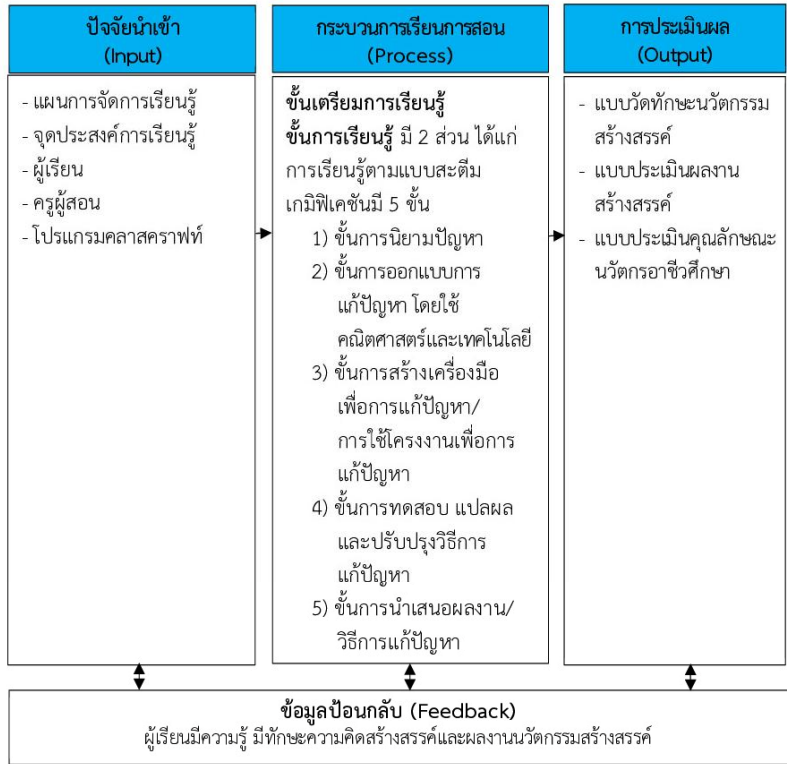 ปัจจัยนำเข้า
(Input)
- แผนการจัดการเรียนรู้
- จุดประสงค์การเรียนรู้
- ผู้เรียน
- ครูผู้สอน
- โปรแกรมคลาสคราฟท์
กระบวนการเรียนการสอน
(Process)
ขั้นเตรียมการเรียนรู้
ขั้นการเรียนรู้ มี 2 ส่วน ได้แก่
การเรียนรู้ตามแบบสะตีม
เกมิฟิเคชันมี 5 ขั้น
1) ขั้นการนิยามปัญหา
2) ขั้นการออกแบบการ
แก้ปัญหา โดยใช้
คณิตศาสตร์และเทคโนโลยี
3) ขั้นการสร้างเครื่องมือ
เพื่อการแก้ปัญหา/
การใช้โครงงานเพื่อการ
แก้ปัญหา
4) ขั้นการทดสอบ แปลผล
และปรับปรุงวิธีการ
แก้ปัญหา
5) ขั้นการนำเสนอผลงาน/
วิธีการแก้ปัญหา
การประเมินผล
(Output)
- แบบวัดทักษะนวัตกรรม
สร้างสรรค์
- แบบประเมินผลงาน
สร้างสรรค์
- แบบประเมินคุณลักษณะ
นวัตกรอาชีวศึกษา
ข้อมูลป้อนกลับ (Feedback)
ผู้เรียนมีความรู้ มีทักษะความคิดสร้างสรรค์และผลงานนวัตกรรมสร้างสรรค์